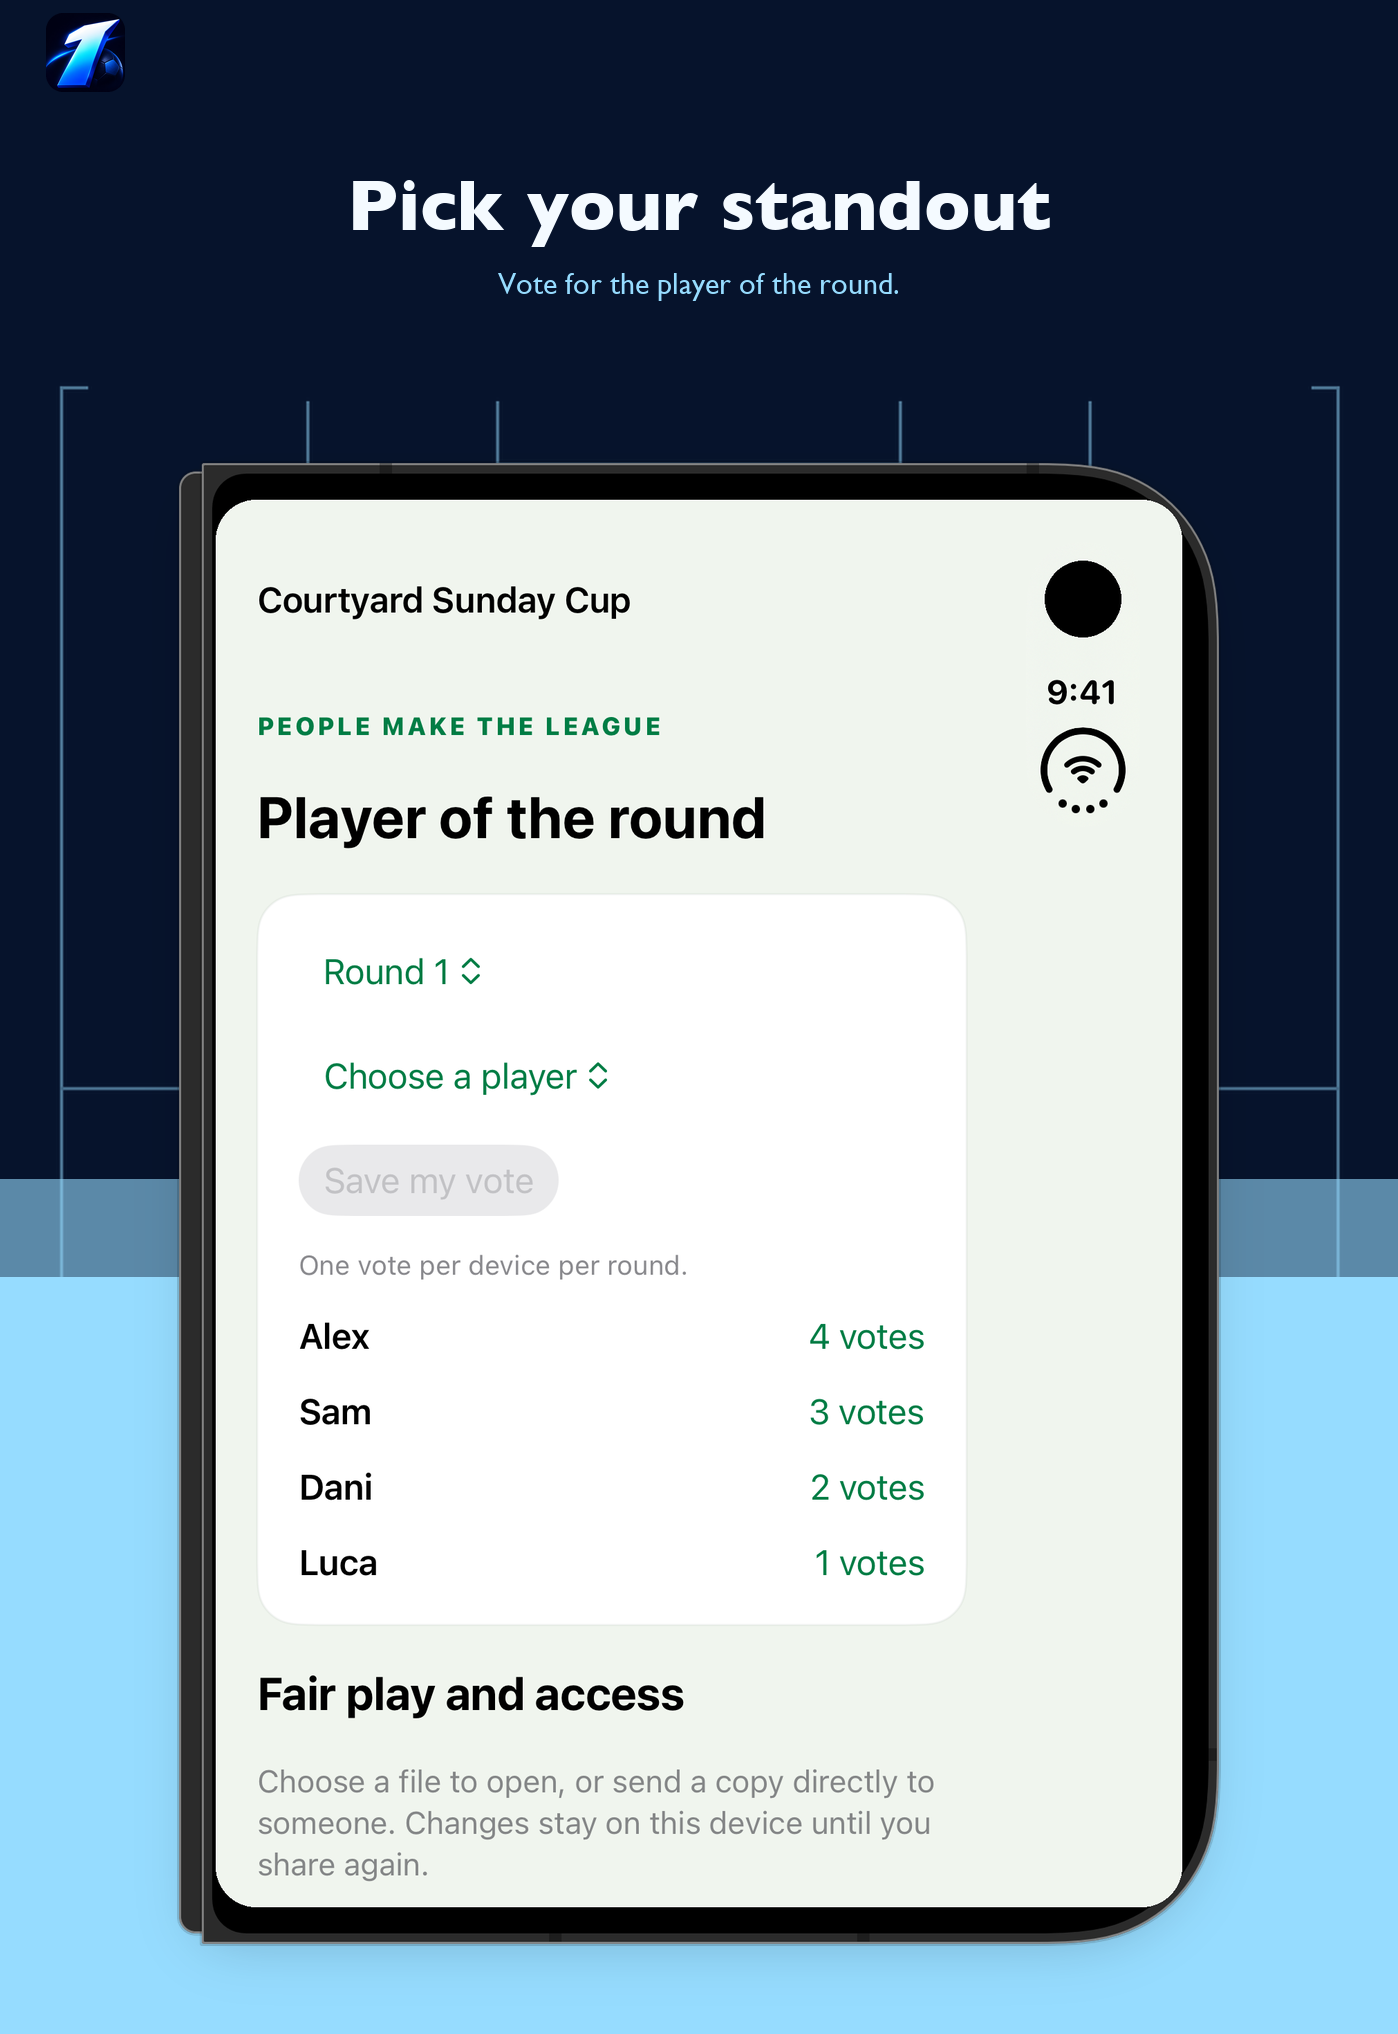 1
Pick your standout
Vote for the player of the round.
Courtyard Sunday Cup
9:41
PEOPLE MAKE THE LEAGUE
Player of the round
Round 1
Choose a player
Save my vote
One vote per device per round.
Alex 4 votes
Sam 3 votes
Dani 2 votes
Luca 1 votes
Fair play and access
Choose a file to open, or send a copy directly to
someone. Changes stay on this device until you
share again.